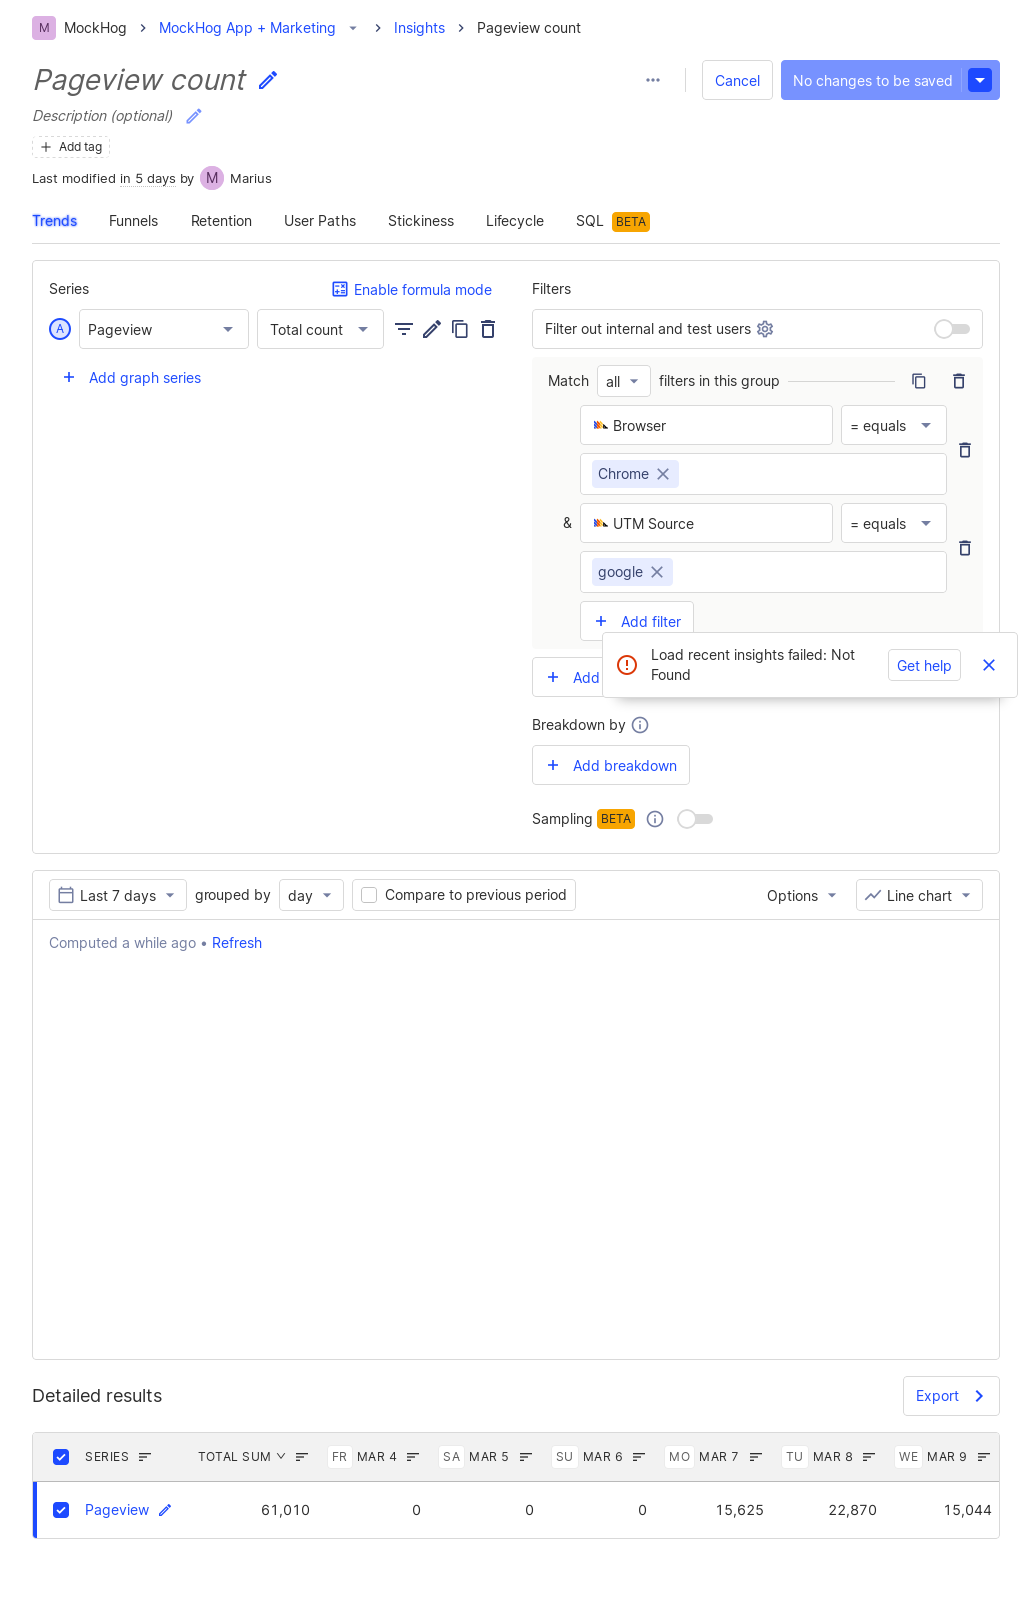 M MockHog MockHog App + Marketing Insights Pageview count
Pageview count
Cancel No changes to be saved
Description (optional)
Add tag
Last modified in 5 days by M Marius
Trends Funnels Retention User Paths Stickiness Lifecycle SQL BETA
Series Enable formula mode
A Pageview Total count
Add graph series
Filters
Filter out internal and test users
Match all filters in this group
Browser = equals
Chrome
& UTM Source = equals
google
Add filter
Add
Load recent insights failed: Not
Found
Get help
Breakdown by
Add breakdown
Sampling BETA
Last 7 days grouped by day Compare to previous period Options Line chart
Computed a while ago • Refresh
Detailed results Export
SERIES TOTAL SUM FR MAR 4 SA MAR 5 SU MAR 6 MO MAR 7 TU MAR 8 WE MAR 9
Pageview 61,010 0 0 0 15,625 22,870 15,044